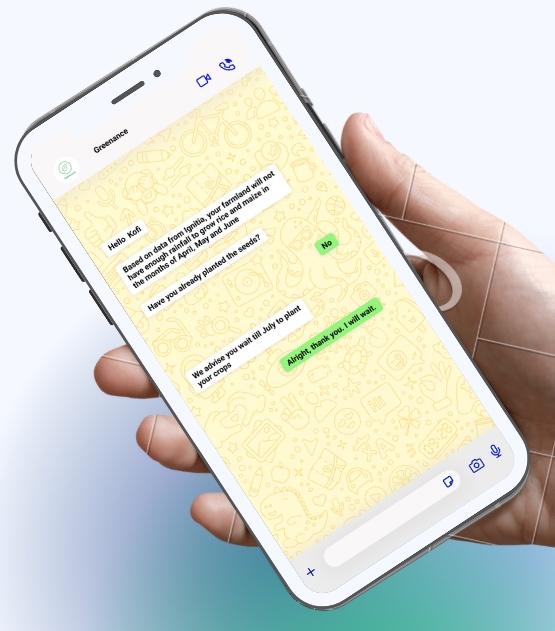 Greenance
Hello Kofi
Based on data from Ignitia, your farmland will not
have enough rainfall to grow rice and maize in
the months of April, May and June
Have you already planted the seeds?
No
We advise you wait till July to plant
your crops
Alright, thank you. I will wait.